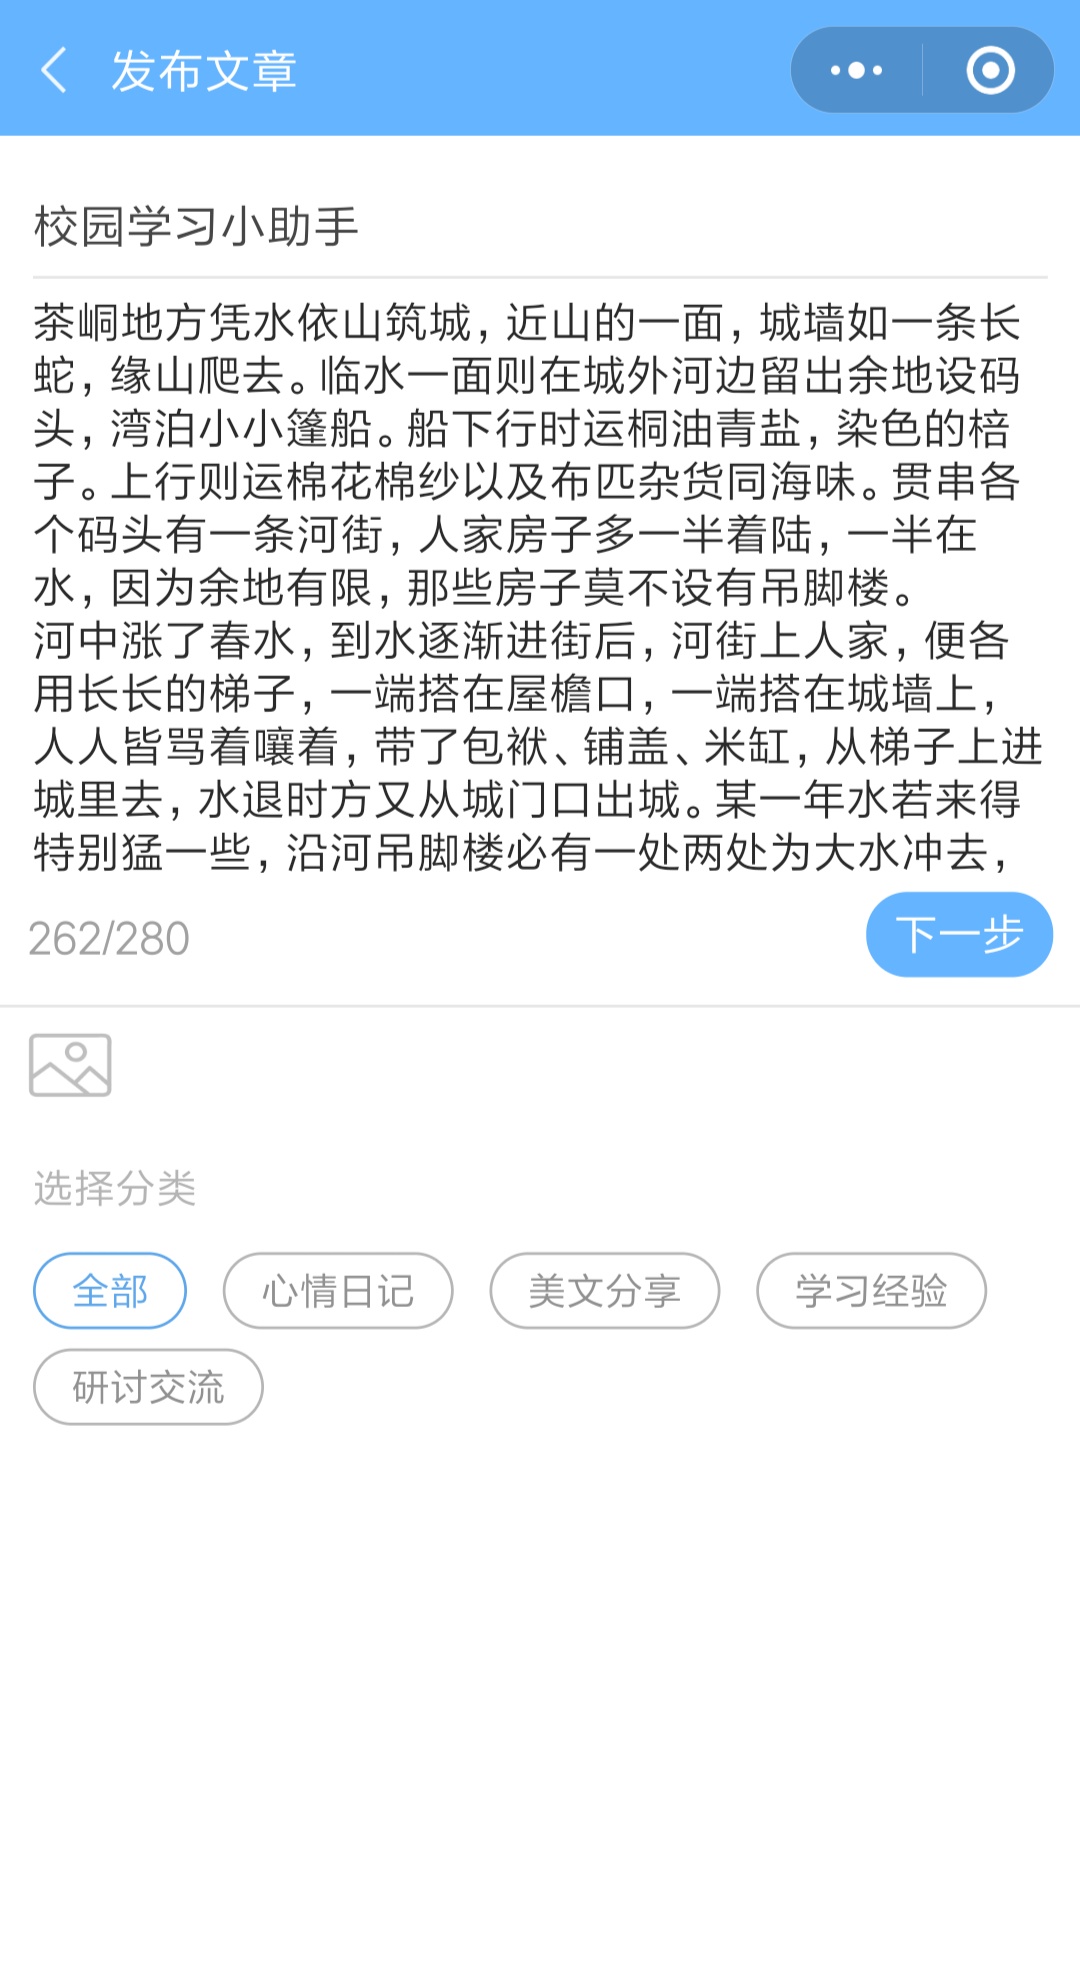 发布文章
校园学习小助手
茶峒地方凭水依山筑城，近山的一面，城墙如一条长
蛇，缘山爬去。临水一面则在城外河边留出余地设码
头，湾泊小小篷船。船下行时运桐油青盐，染色的棓
子。上行则运棉花棉纱以及布匹杂货同海味。贯串各
个码头有一条河街，人家房子多一半着陆，一半在
水，因为余地有限，那些房子莫不设有吊脚楼。
河中涨了春水，到水逐渐进街后，河街上人家，便各
用长长的梯子，一端搭在屋檐口，一端搭在城墙上，
人人皆骂着嚷着，带了包袱、铺盖、米缸，从梯子上进
城里去，水退时方又从城门口出城。某一年水若来得
特别猛一些，沿河吊脚楼必有一处两处为大水冲去，
262/280
下一步
选择分类
全部 心情日记 美文分享 学习经验
研讨交流